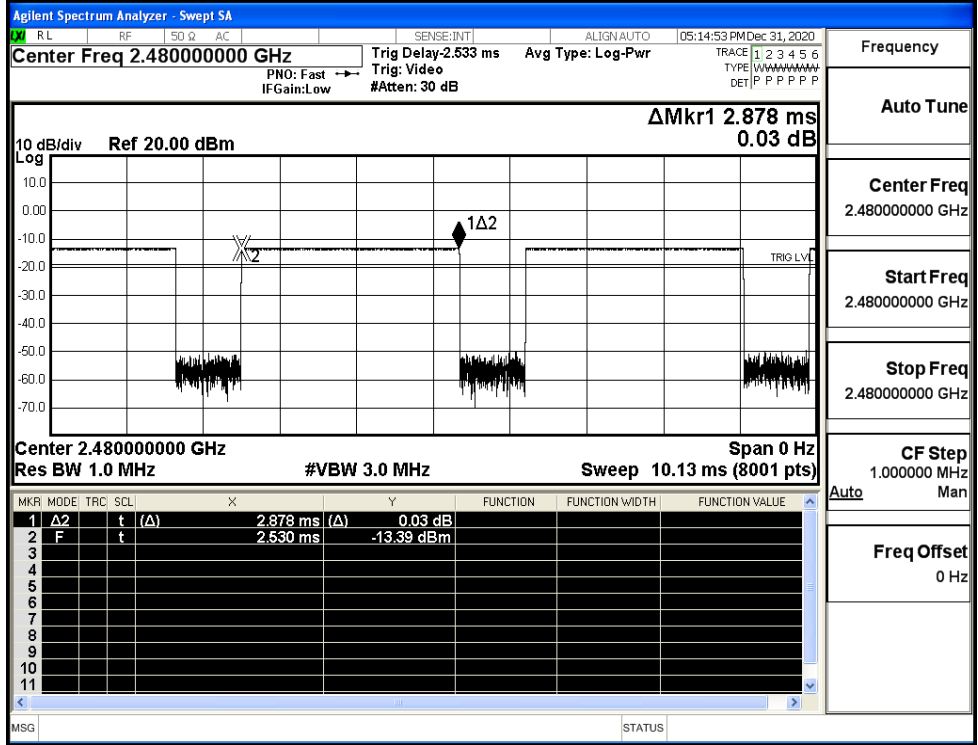 Agilent Spectrum Analyzer - Swept SA
LXI RL RF 50 Ω AC SENSE:INT ALIGN AUTO 05:14:53 PM Dec 31, 2020
Center Freq 2.480000000 GHz
PNO: Fast
IFGain:Low
Trig Delay-2.533 ms
Trig: Video
#Atten: 30 dB
Avg Type: Log-Pwr
TRACE 1 2 3 4 5 6
TYPE WWWWWW
DET P P P P P P
ΔMkr1 2.878 ms
0.03 dB
10 dB/div Ref 20.00 dBm
Log
10.0
0.00
-10.0
-20.0
-30.0
-40.0
-50.0
-60.0
-70.0
2
1Δ2
TRIG LVL
Center 2.480000000 GHz Span 0 Hz
Res BW 1.0 MHz #VBW 3.0 MHz Sweep 10.13 ms (8001 pts)
MKR MODE TRC SCL X Y FUNCTION FUNCTION WIDTH FUNCTION VALUE
1 Δ2 t (Δ) 2.878 ms (Δ) 0.03 dB
2 F t 2.530 ms -13.39 dBm
3
4
5
6
7
8
9
10
11
MSG STATUS
Frequency
Auto Tune
Center Freq
2.480000000 GHz
Start Freq
2.480000000 GHz
Stop Freq
2.480000000 GHz
CF Step
1.000000 MHz
Auto Man
Freq Offset
0 Hz